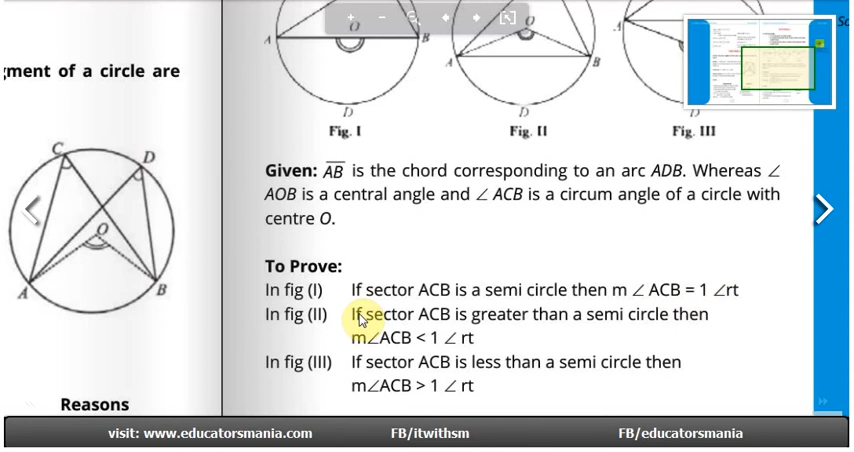 gment of a circle are
C
D
O
A
B
Reasons
O
A
B
D
Fig. I
O
A
B
D
Fig. II
A
D
Fig. III
Given: AB is the chord corresponding to an arc ADB. Whereas ∠
AOB is a central angle and ∠ ACB is a circum angle of a circle with
centre O.
To Prove:
In fig (I) If sector ACB is a semi circle then m ∠ ACB = 1 ∠rt
In fig (II) If sector ACB is greater than a semi circle then
m∠ACB < 1 ∠ rt
In fig (III) If sector ACB is less than a semi circle then
m∠ACB > 1 ∠ rt
visit: www.educatorsmania.com FB/itwithsm FB/educatorsmania